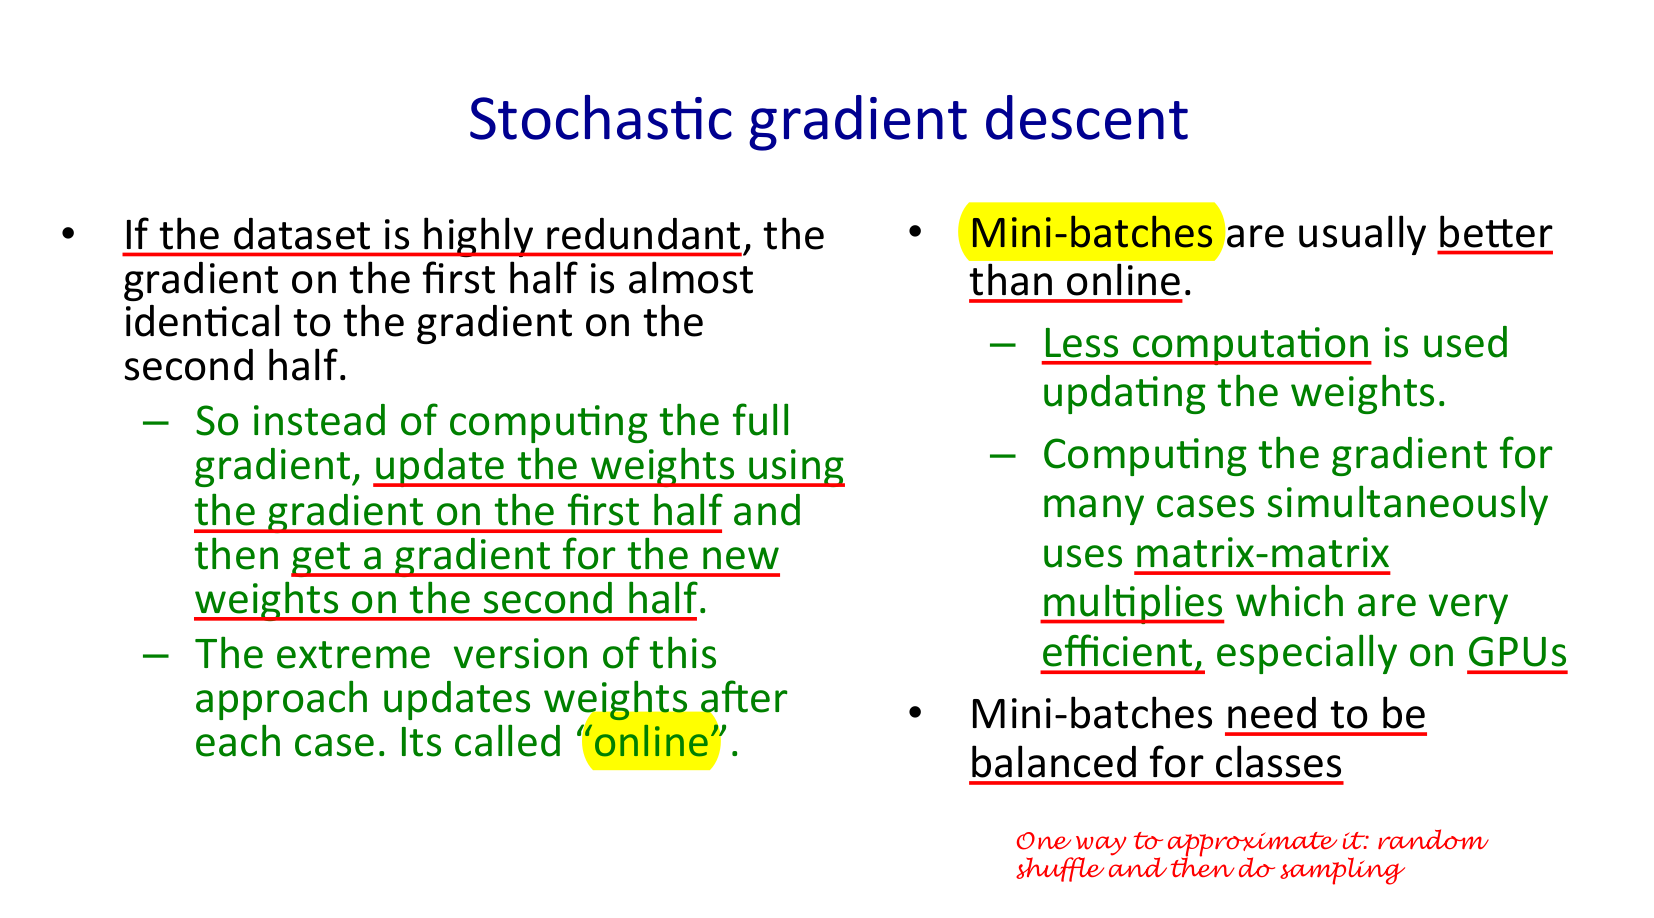 Stochastic gradient descent
• If the dataset is highly redundant, the
gradient on the first half is almost
identical to the gradient on the
second half.
– So instead of computing the full
gradient, update the weights using
the gradient on the first half and
then get a gradient for the new
weights on the second half.
– The extreme  version of this
approach updates weights after
each case. Its called “online”.
• Mini-batches are usually better
than online.
– Less computation is used
updating the weights.
– Computing the gradient for
many cases simultaneously
uses matrix-matrix
multiplies which are very
efficient, especially on GPUs
• Mini-batches need to be
balanced for classes
One way to approximate it: random
shuffle and then do sampling